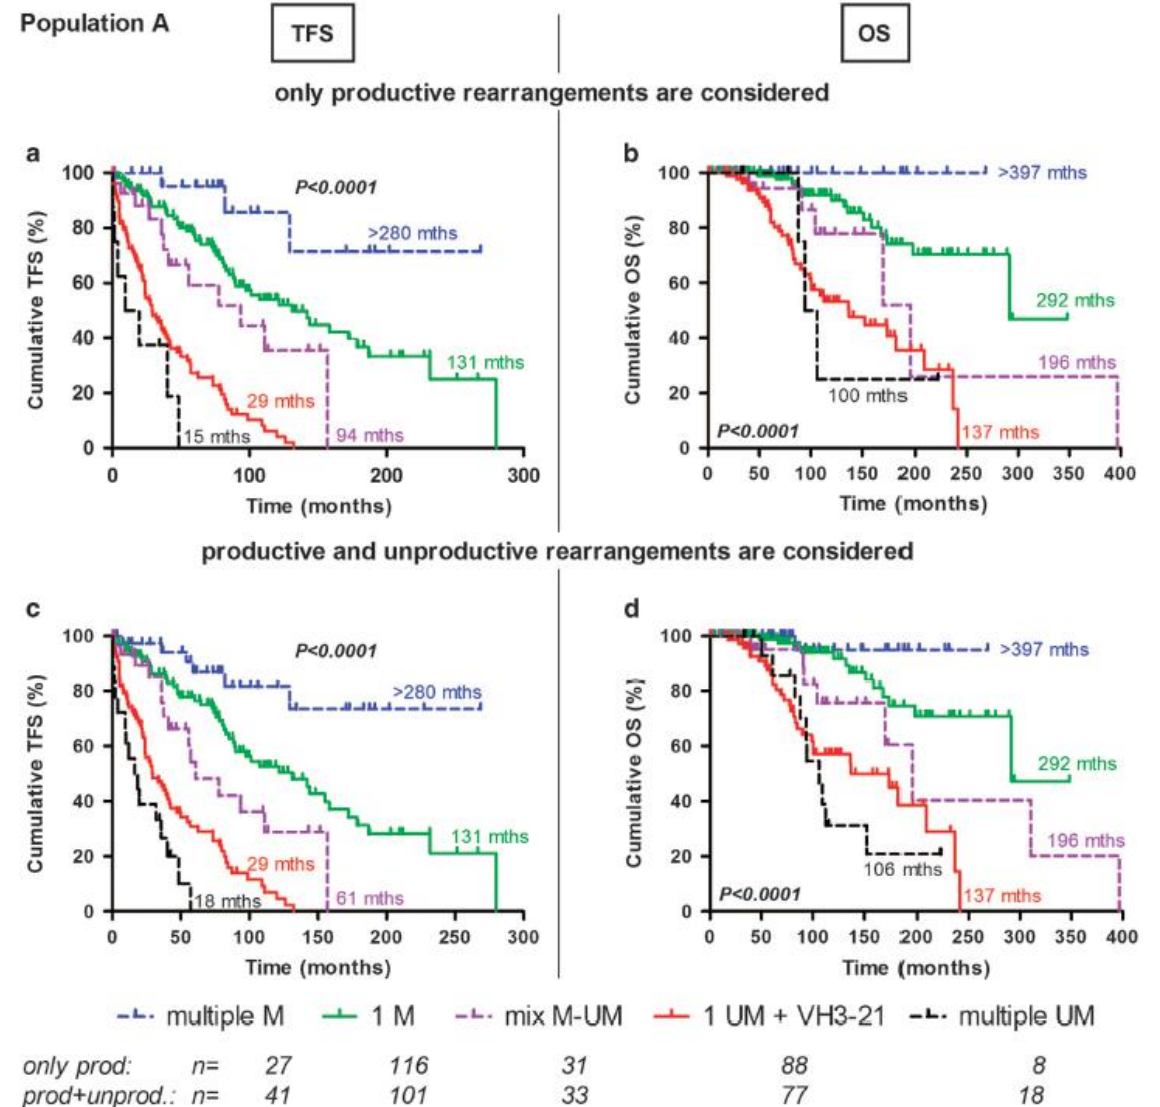 Population A
TFS
OS
only productive rearrangements are considered
a
100
80
60
40
20
0
Cumulative TFS (%)
P<0.0001
>280 mths
131 mths
29 mths
15 mths
94 mths
0 100 200 300
Time (months)
b
100
80
60
40
20
0
Cumulative OS (%)
>397 mths
292 mths
196 mths
100 mths
P<0.0001
137 mths
0 50 100 150 200 250 300 350 400
Time (months)
productive and unproductive rearrangements are considered
c
100
80
60
40
20
0
Cumulative TFS (%)
P<0.0001
>280 mths
131 mths
29 mths
18 mths
61 mths
0 50 100 150 200 250 300
Time (months)
d
100
80
60
40
20
0
Cumulative OS (%)
>397 mths
292 mths
196 mths
106 mths
P<0.0001
137 mths
0 50 100 150 200 250 300 350 400
Time (months)
multiple M 1 M mix M-UM 1 UM + VH3-21 multiple UM
only prod: n= 27 116 31 88 8
prod+unprod.: n= 41 101 33 77 18